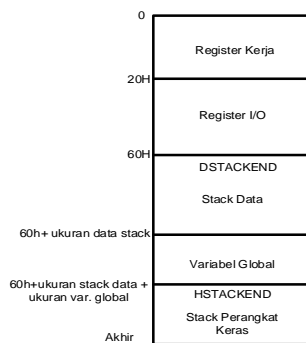 0
Register Kerja
20H
Register I/O
60H
DSTACKEND
Stack Data
60h+ ukuran data stack
Variabel Global
60h+ukuran stack data +
ukuran var. global
HSTACKEND
Stack Perangkat
Keras
Akhir